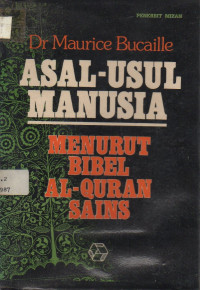 PENERBIT MIZAN
Dr Maurice Bucaille
ASAL-USUL
MANUSIA
MENURUT
BIBEL
AL-QURAN
SAINS